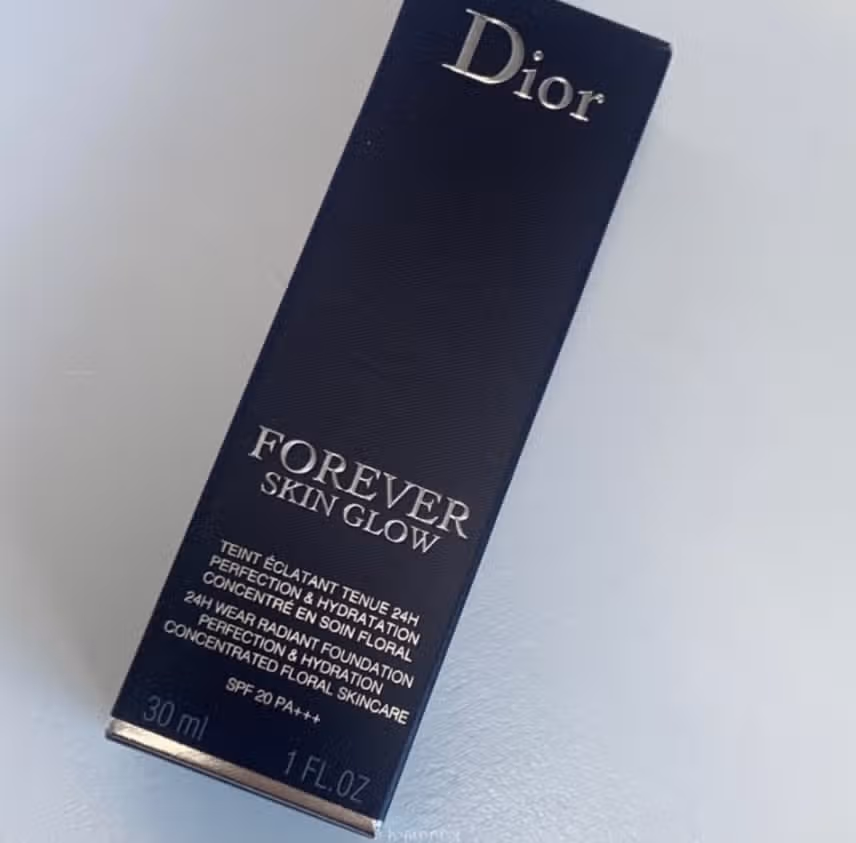 Dior
FOREVER
SKIN GLOW
TEINT ÉCLATANT TENUE 24H
PERFECTION & HYDRATATION
CONCENTRÉ EN SOIN FLORAL
24H WEAR RADIANT FOUNDATION
PERFECTION & HYDRATION
CONCENTRATED FLORAL SKINCARE
SPF 20 PA+++
30 ml
1 FL.OZ